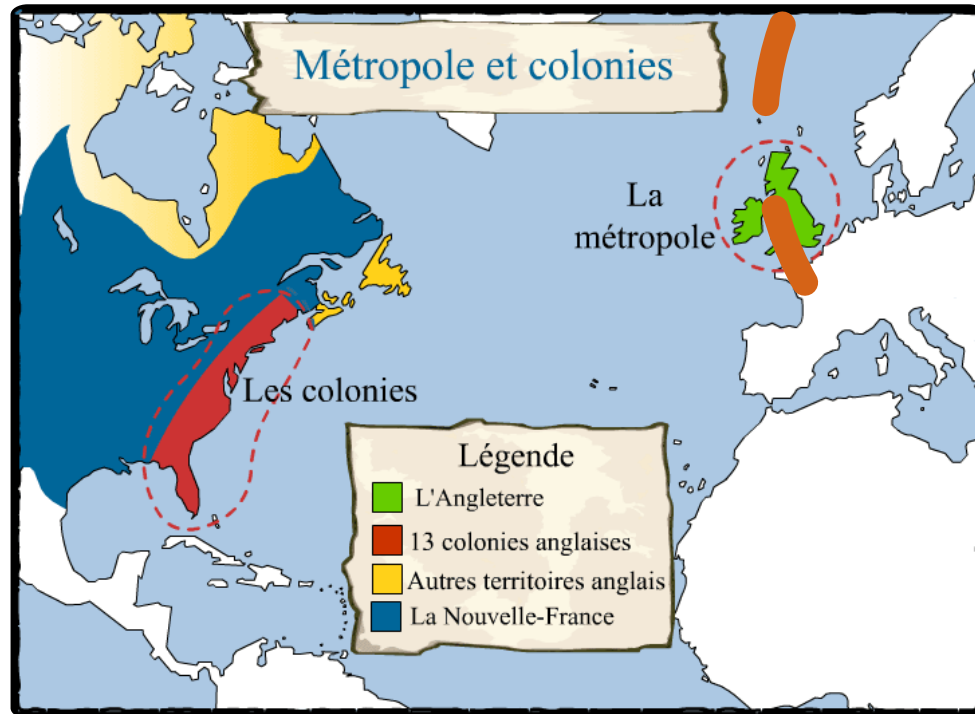 Métropole et colonies
La
métropole
Les colonies
Légende
L'Angleterre
13 colonies anglaises
Autres territoires anglais
La Nouvelle-France